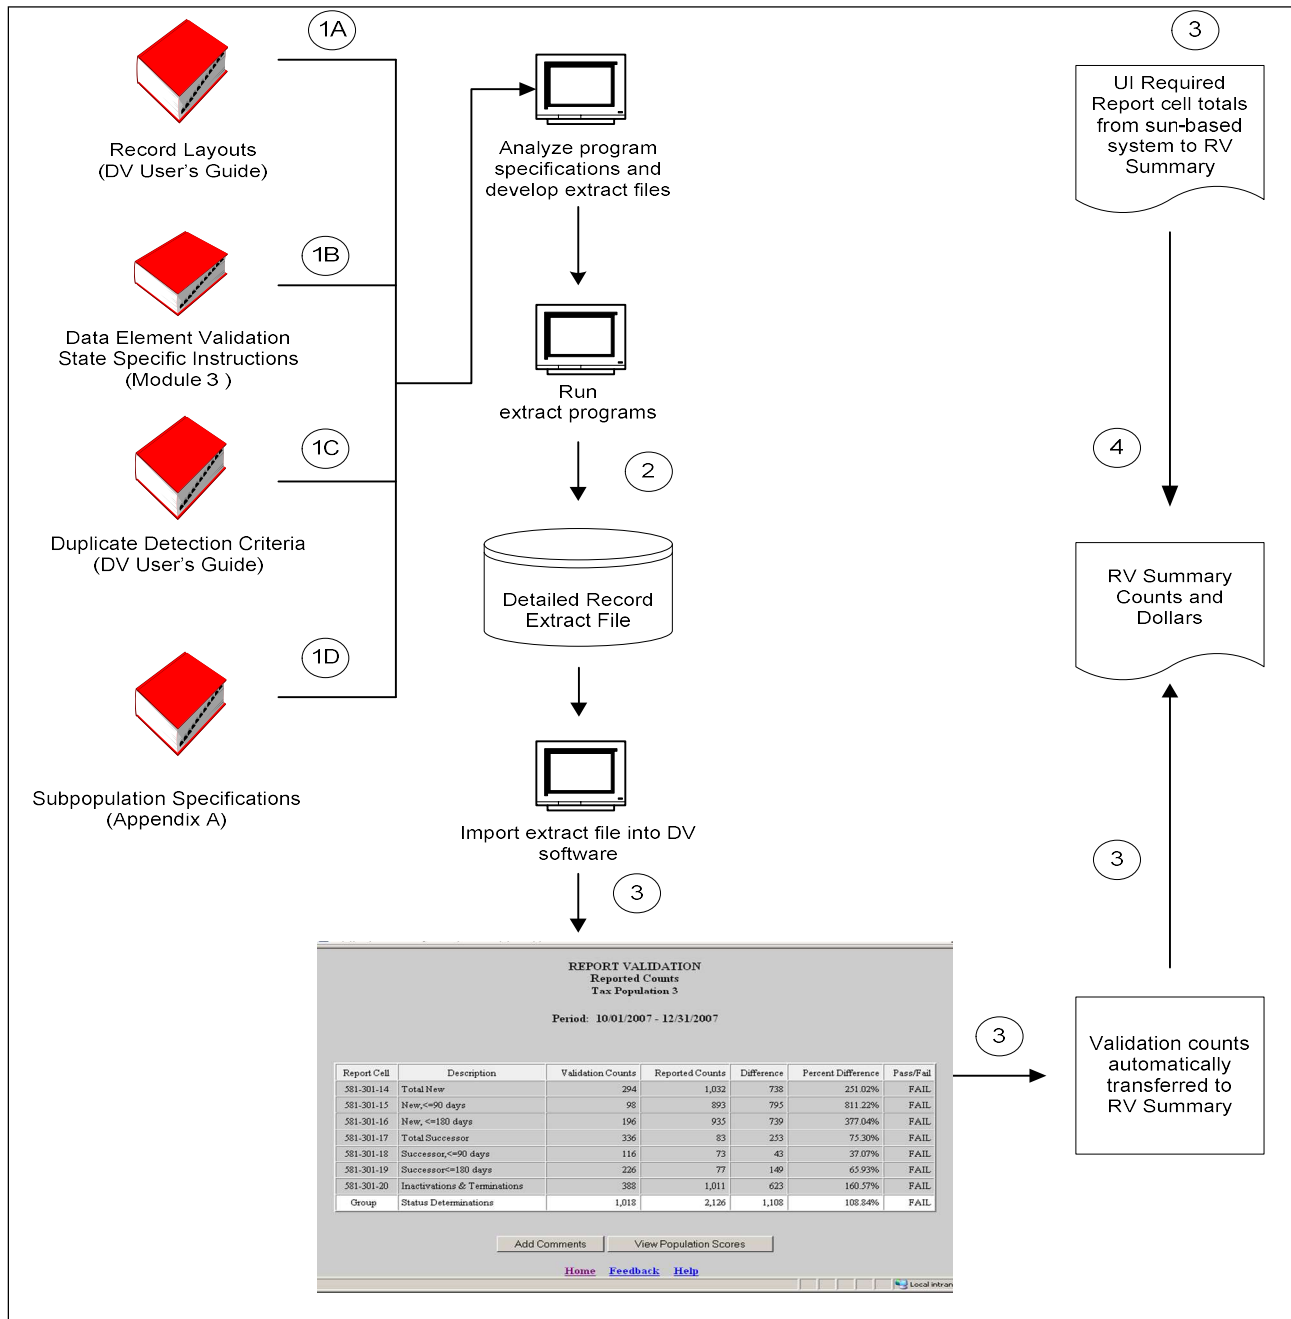 1A
Record Layouts
(DV User's Guide)
1B
Data Element Validation
State Specific Instructions
(Module 3 )
1C
Duplicate Detection Criteria
(DV User's Guide)
1D
Subpopulation Specifications
(Appendix A)
Analyze program
specifications and
develop extract files
Run
extract programs
2
Detailed Record
Extract File
Import extract file into DV
software
3
REPORT VALIDATION
Reported Counts
Tax Population 3
Period: 10/01/2007 - 12/31/2007
Report Cell Description Validation Counts Reported Counts Difference Percent Difference Pass/Fail
581-301-14 Total New 294 1,032 738 251.02% FAIL
581-301-15 New,<=90 days 98 893 795 811.22% FAIL
581-301-16 New, <=180 days 196 935 739 377.04% FAIL
581-301-17 Total Successor 336 83 253 75.30% FAIL
581-301-18 Successor,<=90 days 116 73 43 37.07% FAIL
581-301-19 Successor<=180 days 226 77 149 65.93% FAIL
581-301-20 Inactivations & Terminations 388 1,011 623 160.57% FAIL
Group Status Determinations 1,018 2,126 1,108 108.84% FAIL
Add Comments View Population Scores
Home Feedback Help
Local intran
3
Validation counts
automatically
transferred to
RV Summary
3
RV Summary
Counts and
Dollars
4
3
UI Required
Report cell totals
from sun-based
system to RV
Summary